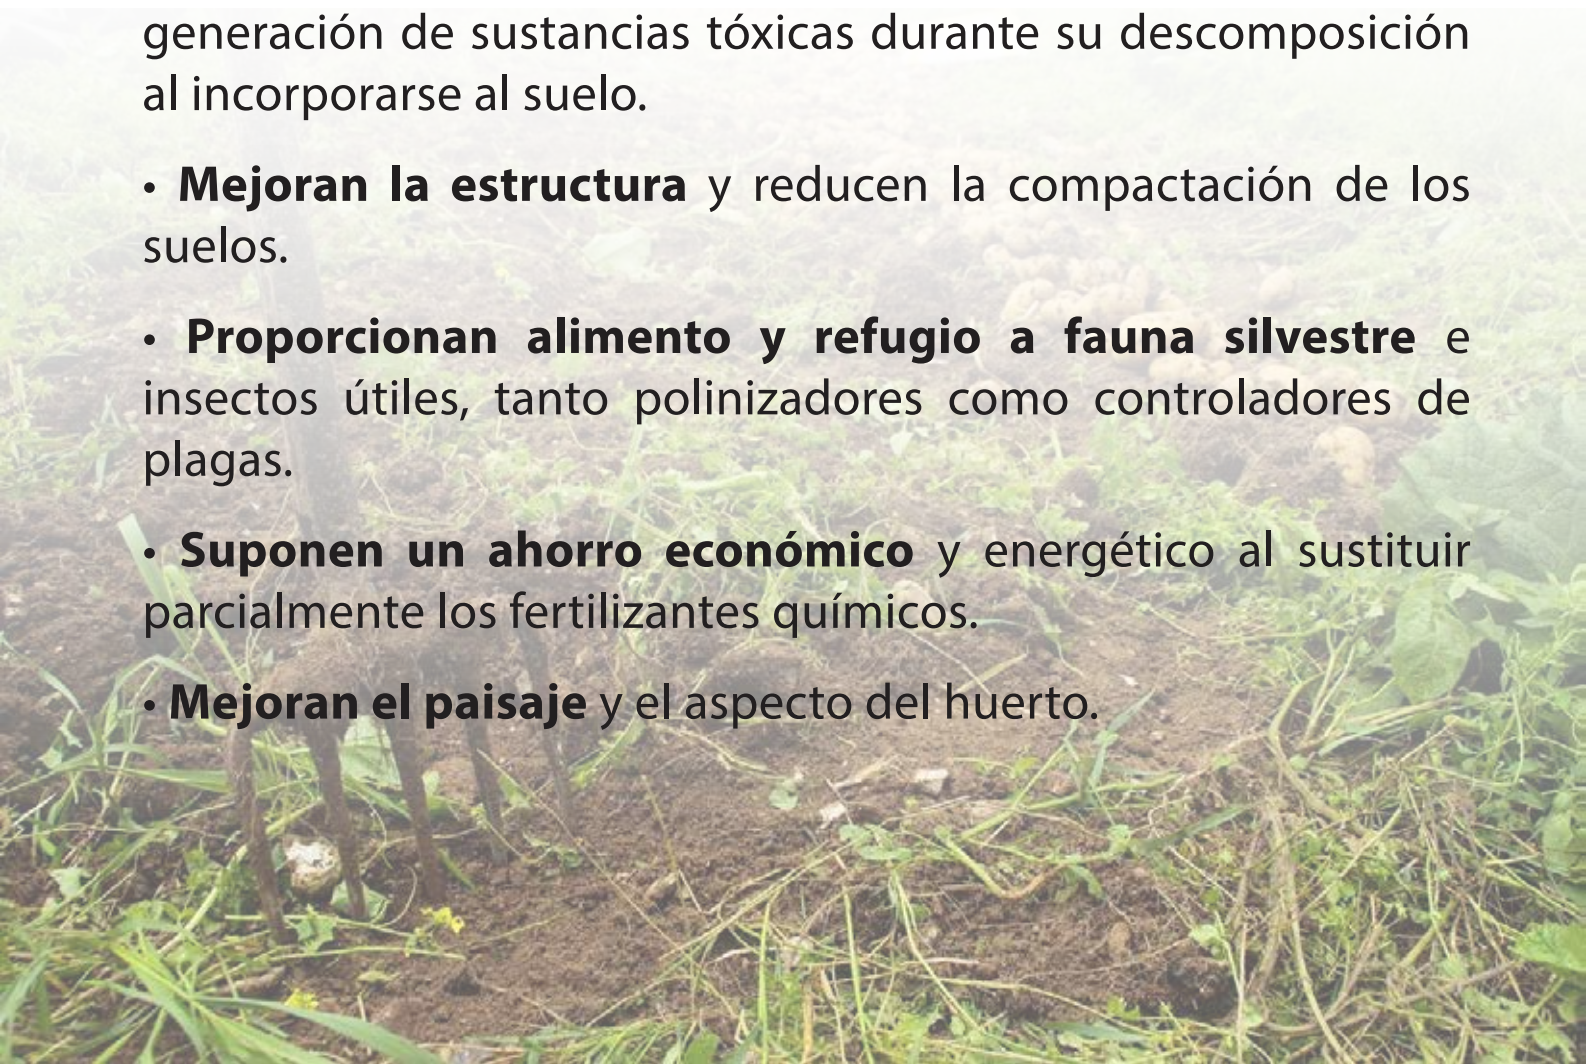 generación de sustancias tóxicas durante su descomposición
al incorporarse al suelo.
• Mejoran la estructura y reducen la compactación de los
suelos.
• Proporcionan alimento y refugio a fauna silvestre e
insectos útiles, tanto polinizadores como controladores de
plagas.
• Suponen un ahorro económico y energético al sustituir
parcialmente los fertilizantes químicos.
• Mejoran el paisaje y el aspecto del huerto.